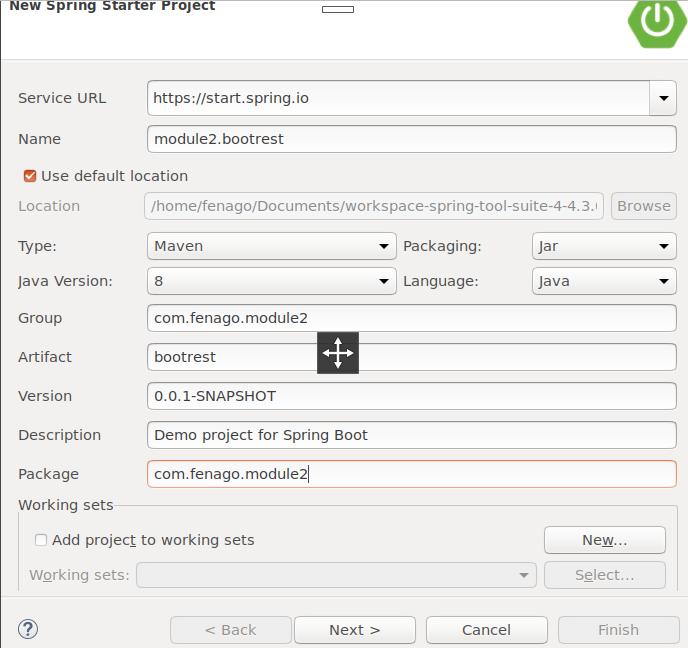 New Spring Starter Project
Service URL https://start.spring.io
Name module2.bootrest
Use default location
Location /home/fenago/Documents/workspace-spring-tool-suite-4-4.3. Browse
Type: Maven Packaging: Jar
Java Version: 8 Language: Java
Group com.fenago.module2
Artifact bootrest
Version 0.0.1-SNAPSHOT
Description Demo project for Spring Boot
Package com.fenago.module2
Working sets
Add project to working sets New...
Working sets: Select...
? < Back Next > Cancel Finish